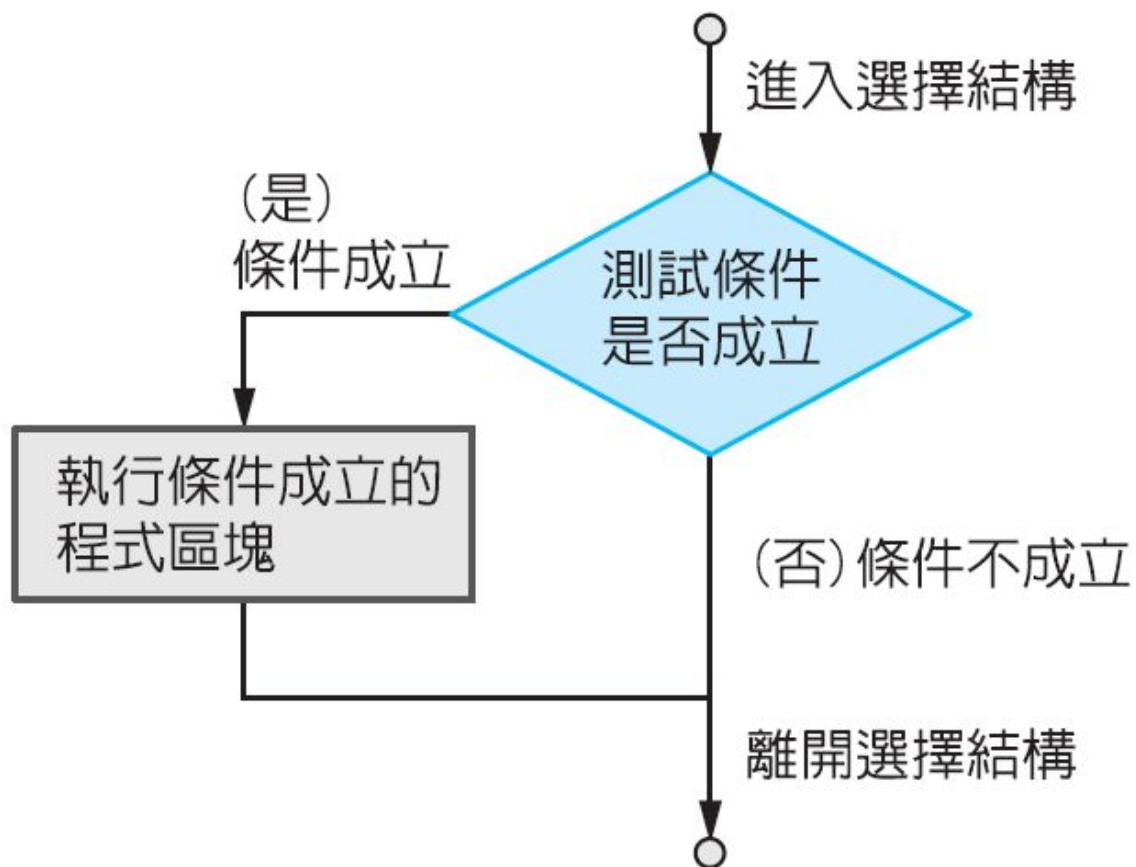 進入選擇結構
(是)
條件成立
測試條件
是否成立
執行條件成立的
程式區塊
(否)條件不成立
離開選擇結構